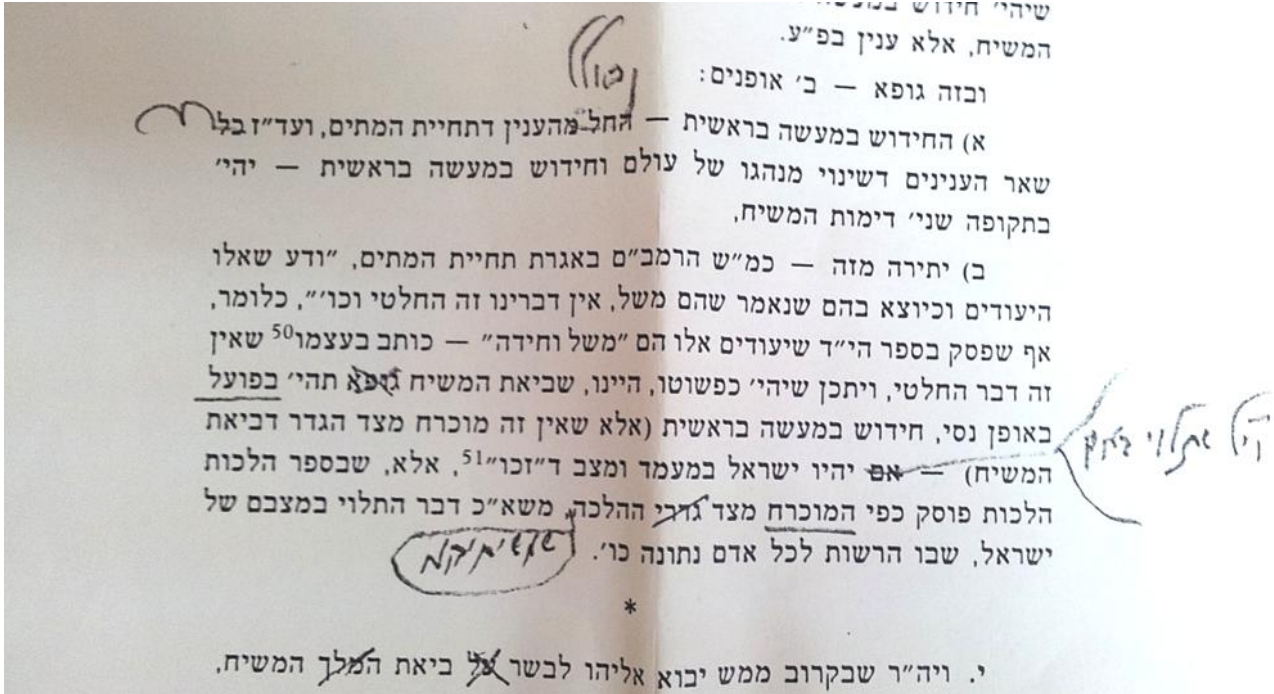 שיהי׳ חידוש
המשיח, אלא ענין בפ״ע.
ובזה גופא — ב׳ אופנים:
א) החידוש במעשה בראשית — החל מהענין דתחיית המתים, ועד״ז בכל
שאר הענינים דשינוי מנהגו של עולם וחידוש במעשה בראשית — יהי׳
בתקופה שני׳ דימות המשיח,
ב) יתירה מזה — כמ״ש הרמב״ם באגרת תחיית המתים, ״ודע שאלו
היעודים וכיוצא בהם שנאמר שהם משל, אין דברינו זה החלטי וכו׳״, כלומר,
אף שפסק בספר הי״ד שיעודים אלו הם ״משל וחידה״ — כותב בעצמו50 שאין
זה דבר החלטי, ויתכן שיהי׳ כפשוטו, היינו, שביאת המשיח גופא תהי׳ בפועל
באופן נסי, חידוש במעשה בראשית (אלא שאין זה מוכרח מצד הגדר דביאת
המשיח) — אם יהיו ישראל במעמד ומצב ד״זכו״51, אלא, שבספר הלכות
הלכות פוסק כפי המוכרח מצד גדרי ההלכה, משא״כ דבר התלוי במצבם של
ישראל, שבו הרשות לכל אדם נתונה כו׳.
*
י. ויה״ר שבקרוב ממש יבוא אליהו לבשר על ביאת המלך המשיח,